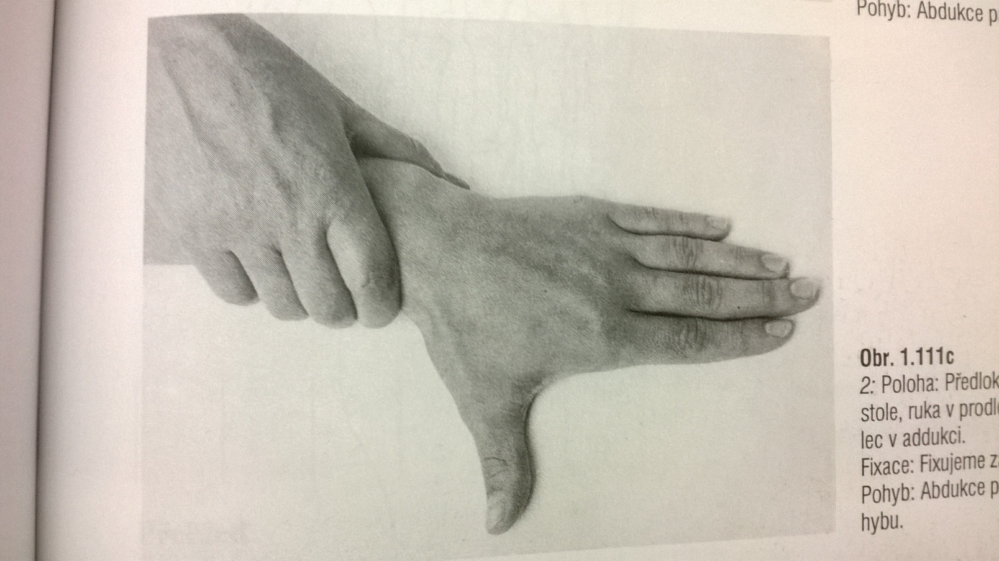 Pohyb: Abdukce p
Obr. 1.111c
2: Poloha: Předlok
stole, ruka v prodl
lec v addukci.
Fixace: Fixujeme z
Pohyb: Abdukce p
hybu.